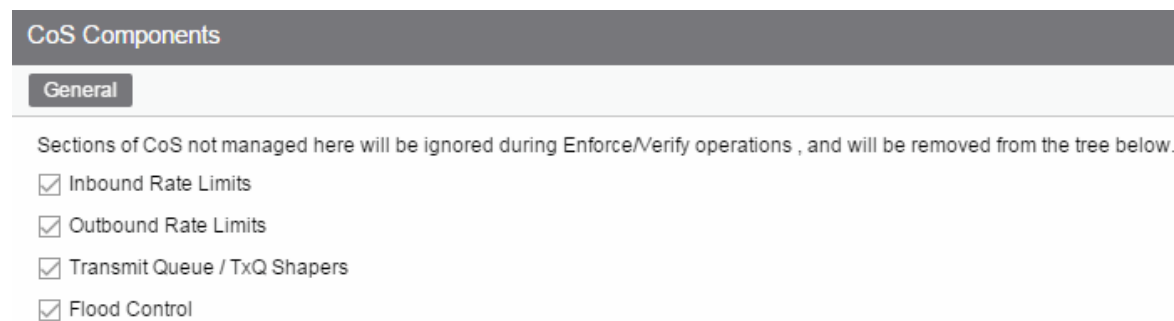 CoS Components
General
Sections of CoS not managed here will be ignored during Enforce/Verify operations , and will be removed from the tree below.
Inbound Rate Limits
Outbound Rate Limits
Transmit Queue / TxQ Shapers
Flood Control